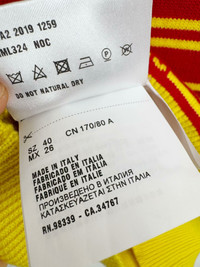 A2 2019 1259
ML324 NOC
DO NOT NATURAL DRY
SZ 40 CN 170/80 A
MX 26
MADE IN ITALY
FABRICADO EN ITALIA
FABRICADO EM ITÁLIA
FABRIQUÉ EN ITALIE
ПРОИЗВЕДЕНО В ИТАЛИЯ
ΚΑΤΑΣΚΕΥΑΖΕΤΑΙ ΣΤΗΝ ΙΤΑΛΙΑ
RN.98339 - CA.34767